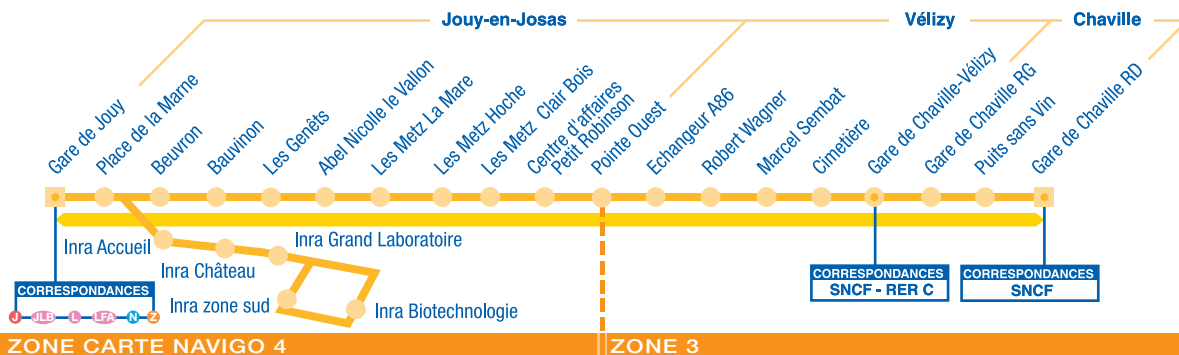 Jouy-en-Josas
Vélizy
Chaville
Gare de Jouy
Place de la Marne
Beuvron
Bauvinon
Les Genêts
Abel Nicolle le Vallon
Les Metz La Mare
Les Metz Hoche
Les Metz Clair Bois
Centre d'affaires
Petit Robinson
Pointe Ouest
Echangeur A86
Robert Wagner
Marcel Sembat
Cimetière
Gare de Chaville-Vélizy
Gare de Chaville RG
Puits sans Vin
Gare de Chaville RD
Inra Accueil
Inra Château
Inra Grand Laboratoire
Inra zone sud
Inra Biotechnologie
CORRESPONDANCES
J JLB L LFA N Z
CORRESPONDANCES
SNCF - RER C
CORRESPONDANCES
SNCF
ZONE CARTE NAVIGO 4
ZONE 3